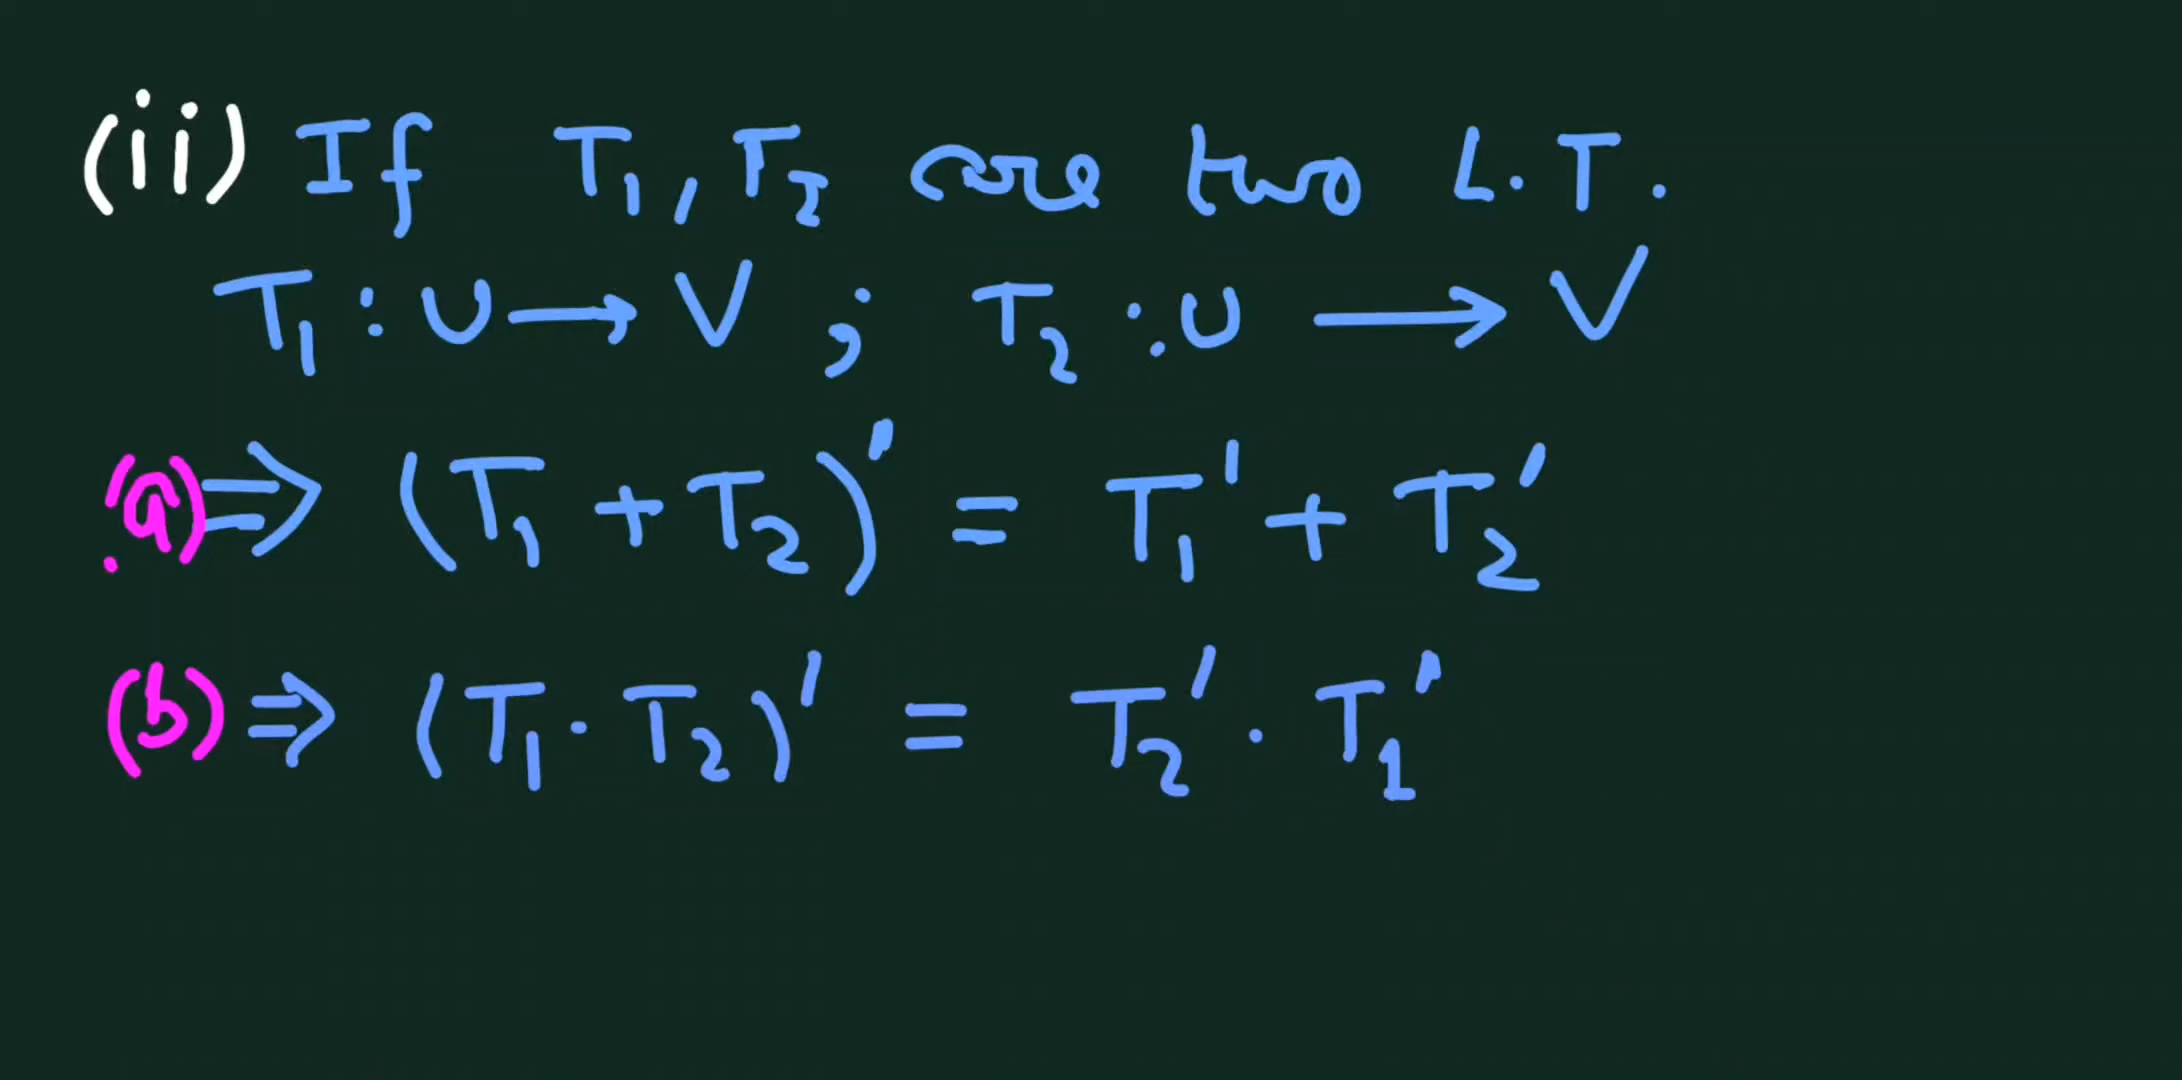 (ii) If T₁, T₂ are two L.T.
T₁ : U → V ; T₂ : U → V
(a) ⇒ (T₁ + T₂)' = T₁' + T₂'
(b) ⇒ (T₁ · T₂)' = T₂' · T₁'